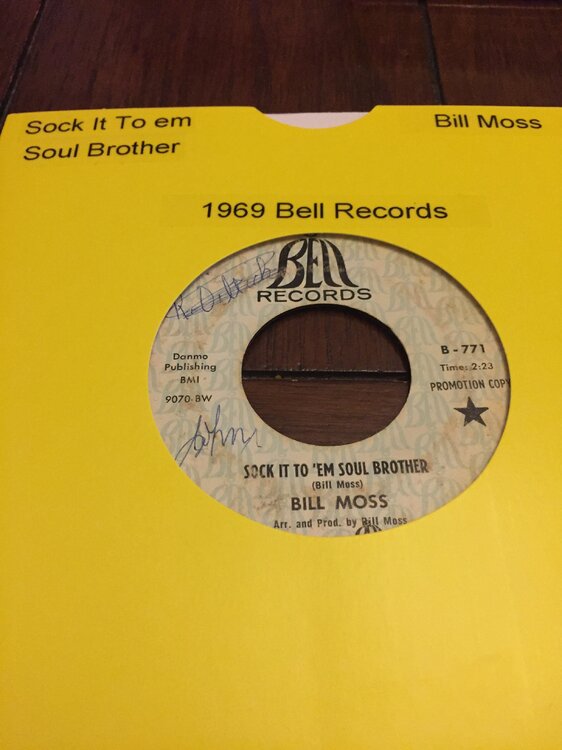 Sock It To em
Soul Brother
Bill Moss
1969 Bell Records
BELL
RECORDS
Danmo
Publishing
BMI
9070-BW
B-771
Time: 2:23
PROMOTION COPY
SOCK IT TO 'EM SOUL BROTHER
(Bill Moss)
BILL MOSS
Arr. and Prod. by Bill Moss